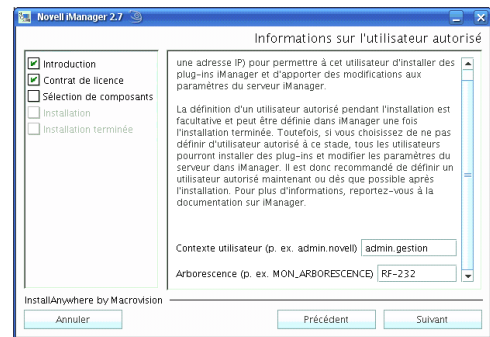 Novell iManager 2.7
Informations sur l'utilisateur autorisé
Introduction
Contrat de licence
Sélection de composants
Installation
Installation terminée
une adresse IP) pour permettre à cet utilisateur d'installer des
plug-ins iManager et d'apporter des modifications aux
paramètres du serveur iManager.
La définition d'un utilisateur autorisé pendant l'installation est
facultative et peut être définie dans iManager une fois
l'installation terminée. Toutefois, si vous choisissez de ne pas
définir d'utilisateur autorisé à ce stade, tous les utilisateurs
pourront installer des plug-ins et modifier les paramètres du
serveur dans iManager. Il est donc recommandé de définir un
utilisateur autorisé maintenant ou dès que possible après
l'installation. Pour plus d'informations, reportez-vous à la
documentation sur iManager.
Contexte utilisateur (p. ex. admin.novell) admin.gestion
Arborescence (p. ex. MON_ARBORESCENCE) RF-232
InstallAnywhere by Macrovision
Annuler Précédent Suivant